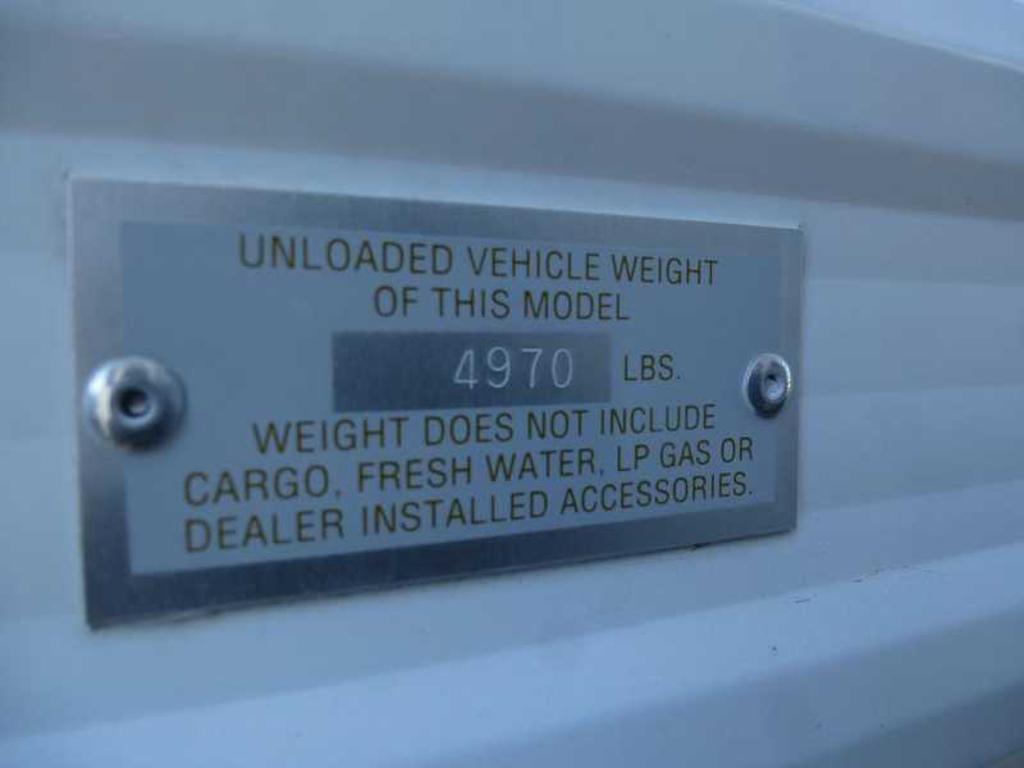 UNLOADED VEHICLE WEIGHT
OF THIS MODEL
4970 LBS.
WEIGHT DOES NOT INCLUDE
CARGO, FRESH WATER, LP GAS OR
DEALER INSTALLED ACCESSORIES.